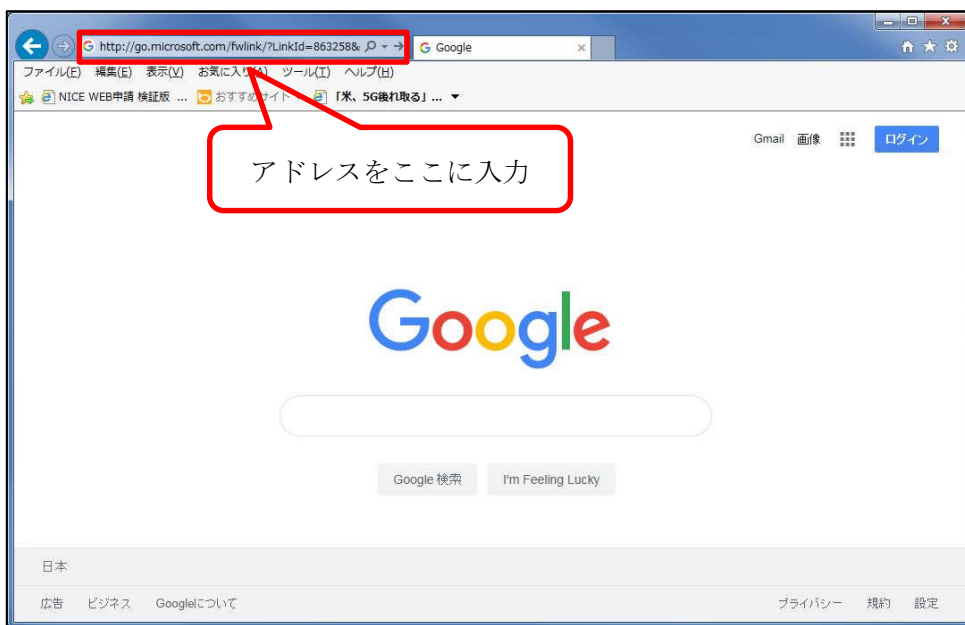 http://go.microsoft.com/fwlink/?LinkId=863258& Google
ファイル(F) 編集(E) 表示(V) お気に入り(A) ツール(T) ヘルプ(H)
NICE WEB申請 検証版 ... おすすめサイト 「米、5G後れ取る」...
Gmail 画像 ログイン
アドレスをここに入力
Google
Google 検索 I'm Feeling Lucky
日本
広告 ビジネス Googleについて プライバシー 規約 設定